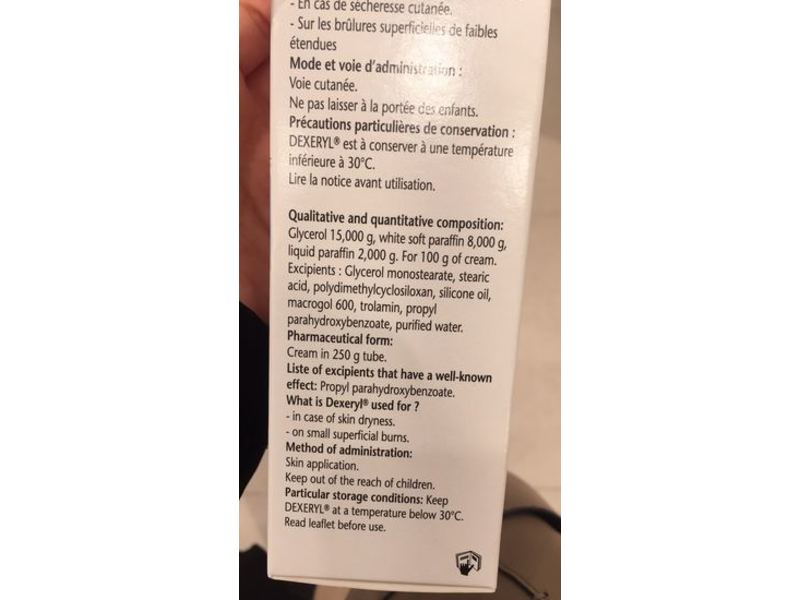 - En cas de sécheresse cutanée.
- Sur les brûlures superficielles de faibles
étendues
Mode et voie d'administration :
Voie cutanée.
Ne pas laisser à la portée des enfants.
Précautions particulières de conservation :
DEXERYL® est à conserver à une température
inférieure à 30°C.
Lire la notice avant utilisation.
Qualitative and quantitative composition:
Glycerol 15,000 g, white soft paraffin 8,000 g,
liquid paraffin 2,000 g. For 100 g of cream.
Excipients : Glycerol monostearate, stearic
acid, polydimethylcyclosiloxan, silicone oil,
macrogol 600, trolamin, propyl
parahydroxybenzoate, purified water.
Pharmaceutical form:
Cream in 250 g tube.
Liste of excipients that have a well-known
effect: Propyl parahydroxybenzoate.
What is Dexeryl® used for ?
- in case of skin dryness.
- on small superficial burns.
Method of administration:
Skin application.
Keep out of the reach of children.
Particular storage conditions: Keep
DEXERYL® at a temperature below 30°C.
Read leaflet before use.